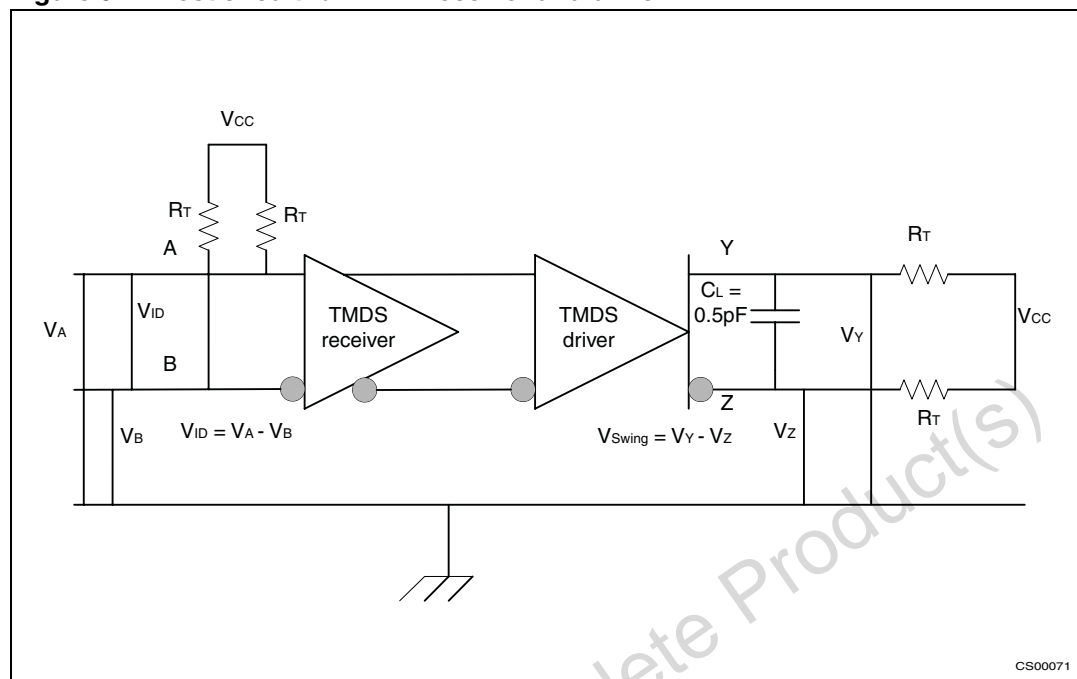 VCC
RT
RT
A
Y
RT
CL =
0.5pF
VID
TMDS
receiver
TMDS
driver
VA
VY
VCC
B
Z
RT
VB
VID = VA - VB
VSwing = VY - VZ
VZ
Product(s)
CS00071